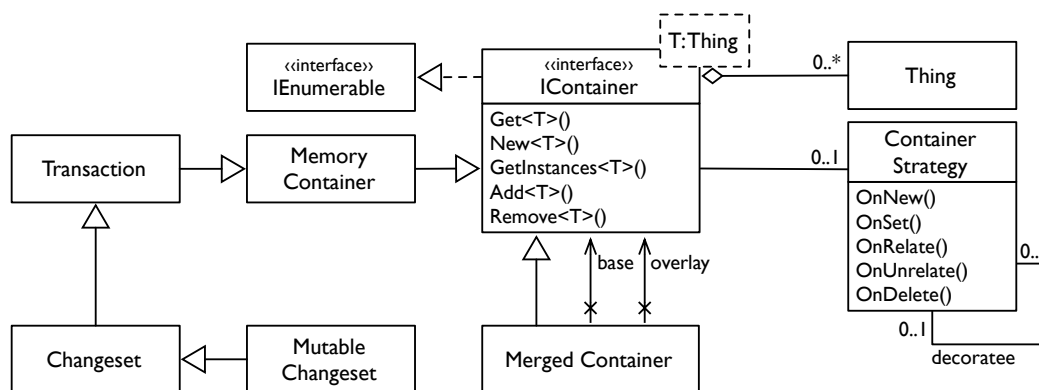 T:Thing
‹‹interface››
IEnumerable
‹‹interface››
IContainer
0..*
Thing
Get<T>()
New<T>()
GetInstances<T>()
Add<T>()
Remove<T>()
Transaction
Memory
Container
0..1
Container
Strategy
OnNew()
OnSet()
OnRelate()
OnUnrelate()
OnDelete()
base
overlay
0..
0..1
decoratee
Changeset
Mutable
Changeset
Merged Container